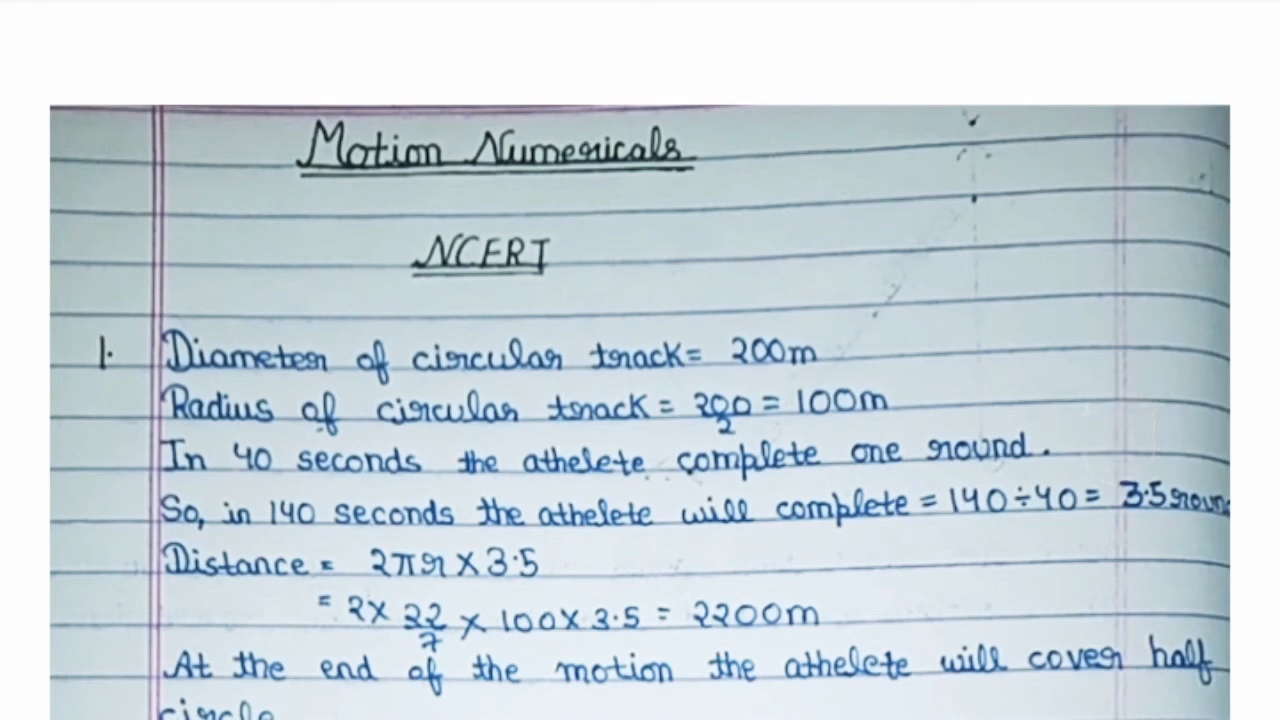 Motion Numericals
NCERT
1. Diameter of circular track = 200m
Radius of circular track = 200/2 = 100m
In 40 seconds the athelete complete one round.
So, in 140 seconds the athelete will complete = 140 ÷ 40 = 3.5 round
Distance = 2πr × 3.5
= 2 × 22/7 × 100 × 3.5 = 2200m
At the end of the motion the athelete will cover half
circle